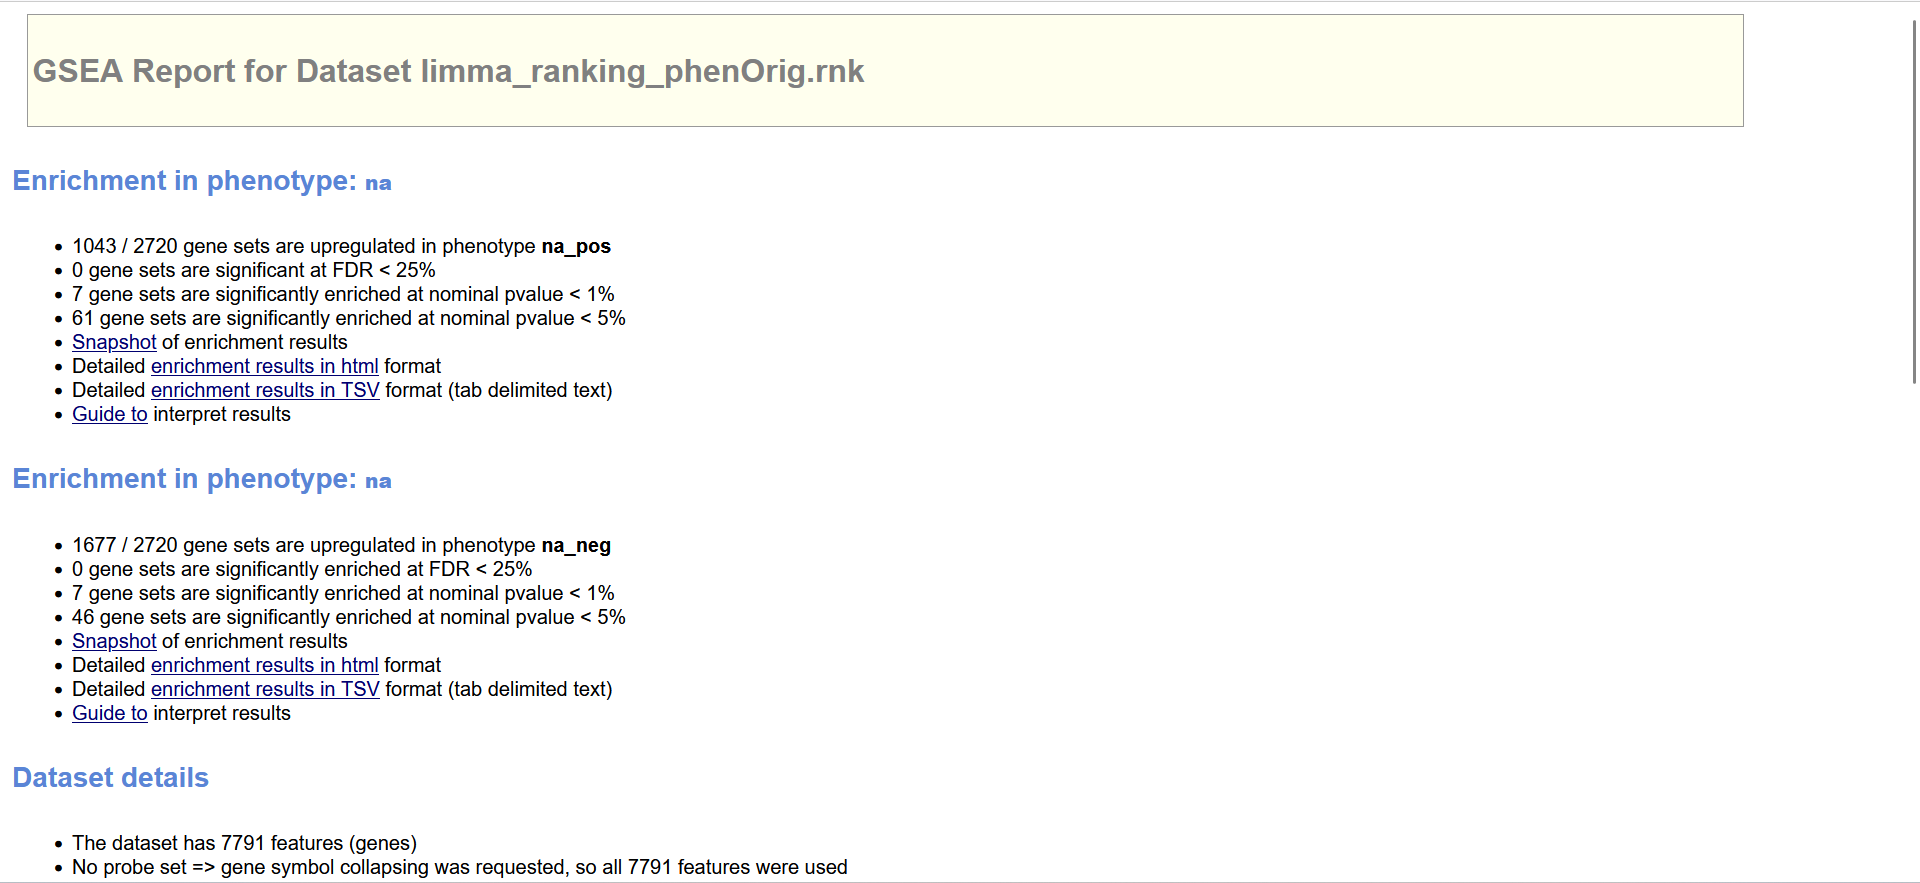 GSEA Report for Dataset limma_ranking_phenOrig.rnk
Enrichment in phenotype: na
• 1043 / 2720 gene sets are upregulated in phenotype na_pos
• 0 gene sets are significant at FDR < 25%
• 7 gene sets are significantly enriched at nominal pvalue < 1%
• 61 gene sets are significantly enriched at nominal pvalue < 5%
• Snapshot of enrichment results
• Detailed enrichment results in html format
• Detailed enrichment results in TSV format (tab delimited text)
• Guide to interpret results
Enrichment in phenotype: na
• 1677 / 2720 gene sets are upregulated in phenotype na_neg
• 0 gene sets are significantly enriched at FDR < 25%
• 7 gene sets are significantly enriched at nominal pvalue < 1%
• 46 gene sets are significantly enriched at nominal pvalue < 5%
• Snapshot of enrichment results
• Detailed enrichment results in html format
• Detailed enrichment results in TSV format (tab delimited text)
• Guide to interpret results
Dataset details
• The dataset has 7791 features (genes)
• No probe set => gene symbol collapsing was requested, so all 7791 features were used